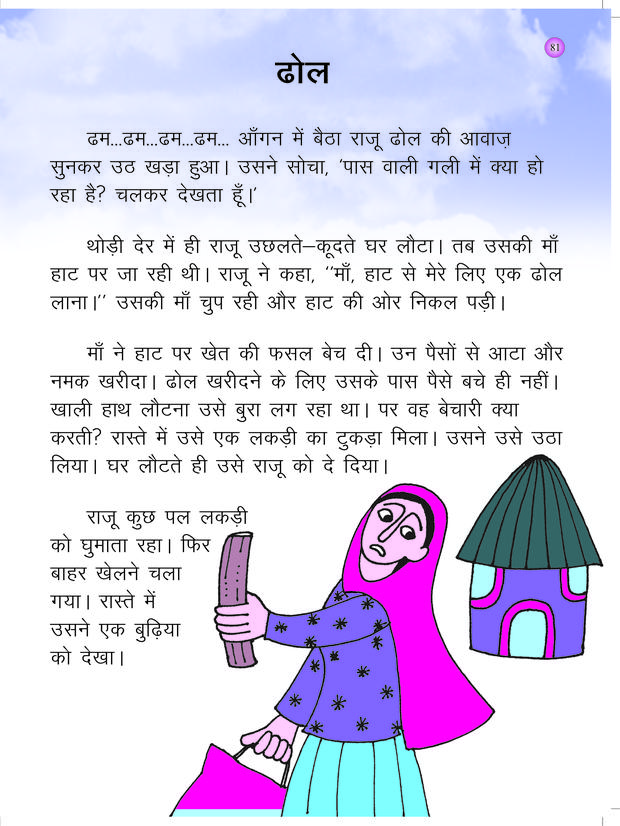 81
ढोल
ढम...ढम...ढम...ढम... आँगन में बैठा राजू ढोल की आवाज़
सुनकर उठ खड़ा हुआ। उसने सोचा, 'पास वाली गली में क्या हो
रहा है? चलकर देखता हूँ।'
थोड़ी देर में ही राजू उछलते–कूदते घर लौटा। तब उसकी माँ
हाट पर जा रही थी। राजू ने कहा, ''माँ, हाट से मेरे लिए एक ढोल
लाना।'' उसकी माँ चुप रही और हाट की ओर निकल पड़ी।
माँ ने हाट पर खेत की फसल बेच दी। उन पैसों से आटा और
नमक खरीदा। ढोल खरीदने के लिए उसके पास पैसे बचे ही नहीं।
खाली हाथ लौटना उसे बुरा लग रहा था। पर वह बेचारी क्या
करती? रास्ते में उसे एक लकड़ी का टुकड़ा मिला। उसने उसे उठा
लिया। घर लौटते ही उसे राजू को दे दिया।
राजू कुछ पल लकड़ी
को घुमाता रहा। फिर
बाहर खेलने चला
गया। रास्ते में
उसने एक बुढ़िया
को देखा।